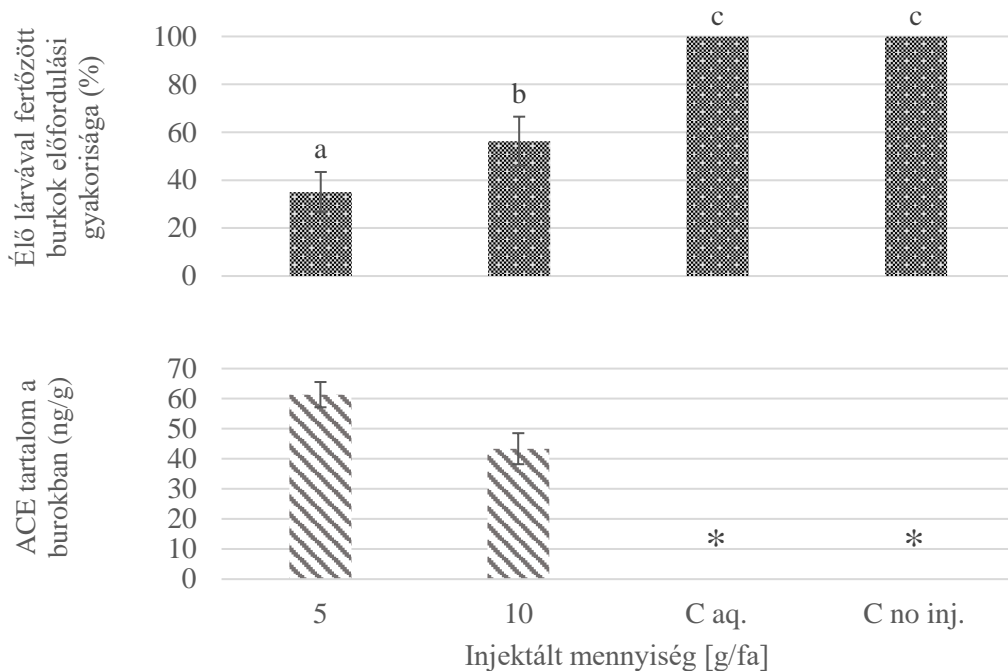 Élő lárvával fertőzött
burkok előfordulási
gyakorisága (%)
100
80
60
40
20
0
a
b
c
c
ACE tartalom a
burokban (ng/g)
70
60
50
40
30
20
10
0
*
*
5
10
C aq.
C no inj.
Injektált mennyiség [g/fa]